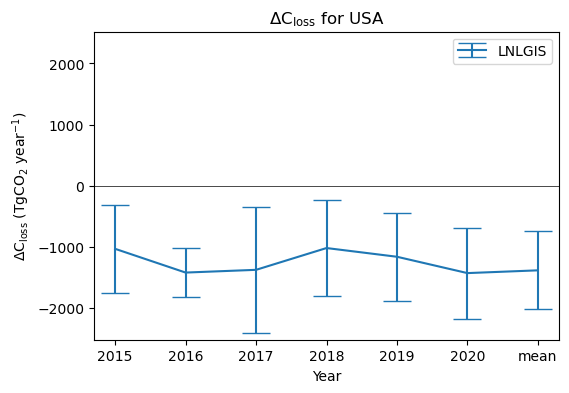 ΔC_loss for USA
LNLGIS
ΔC_loss (TgCO₂ year⁻¹)
2000
1000
0
−1000
−2000
2015 2016 2017 2018 2019 2020 mean
Year